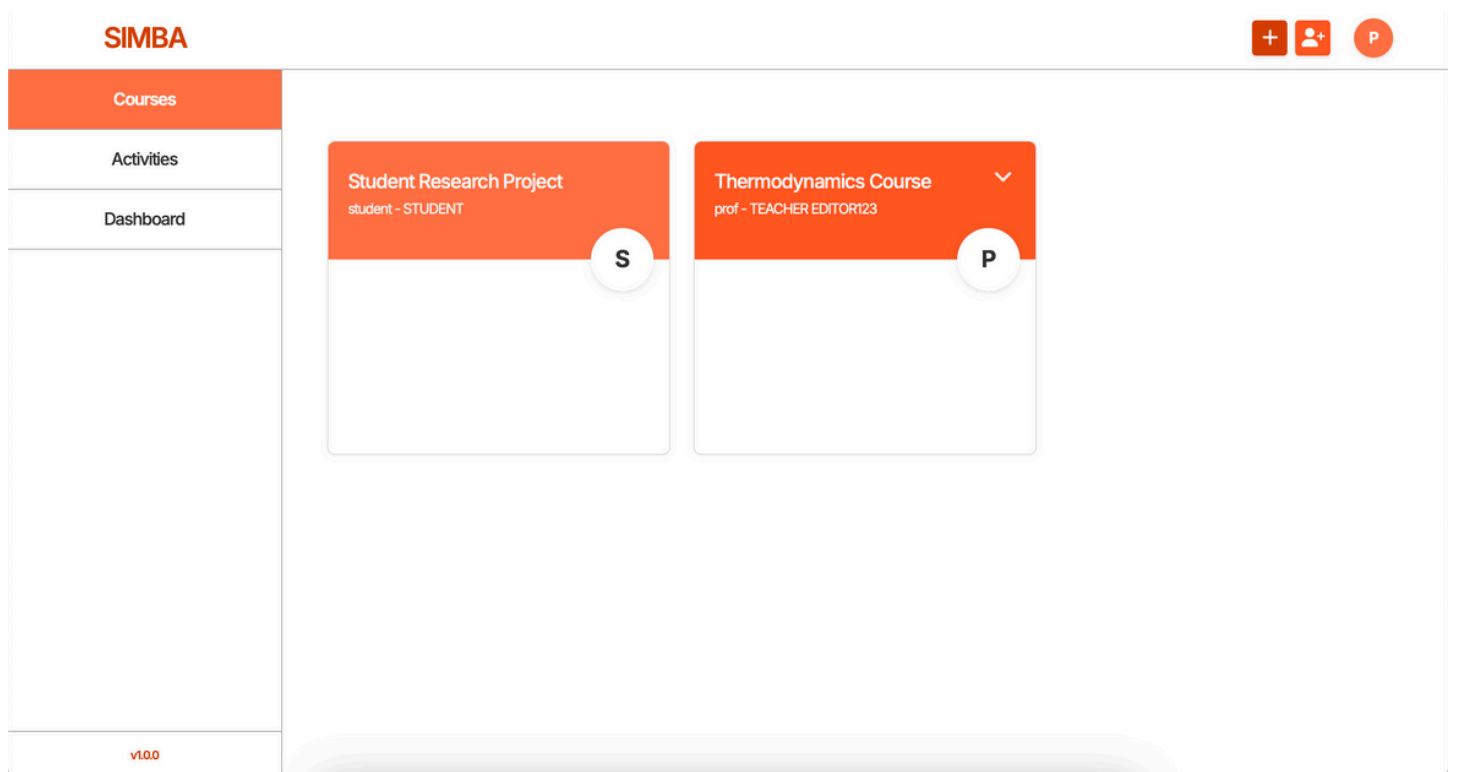 SIMBA
P
Courses
Activities
Dashboard
Student Research Project
student - STUDENT
S
Thermodynamics Course
prof - TEACHER EDITOR123
P
v1.0.0